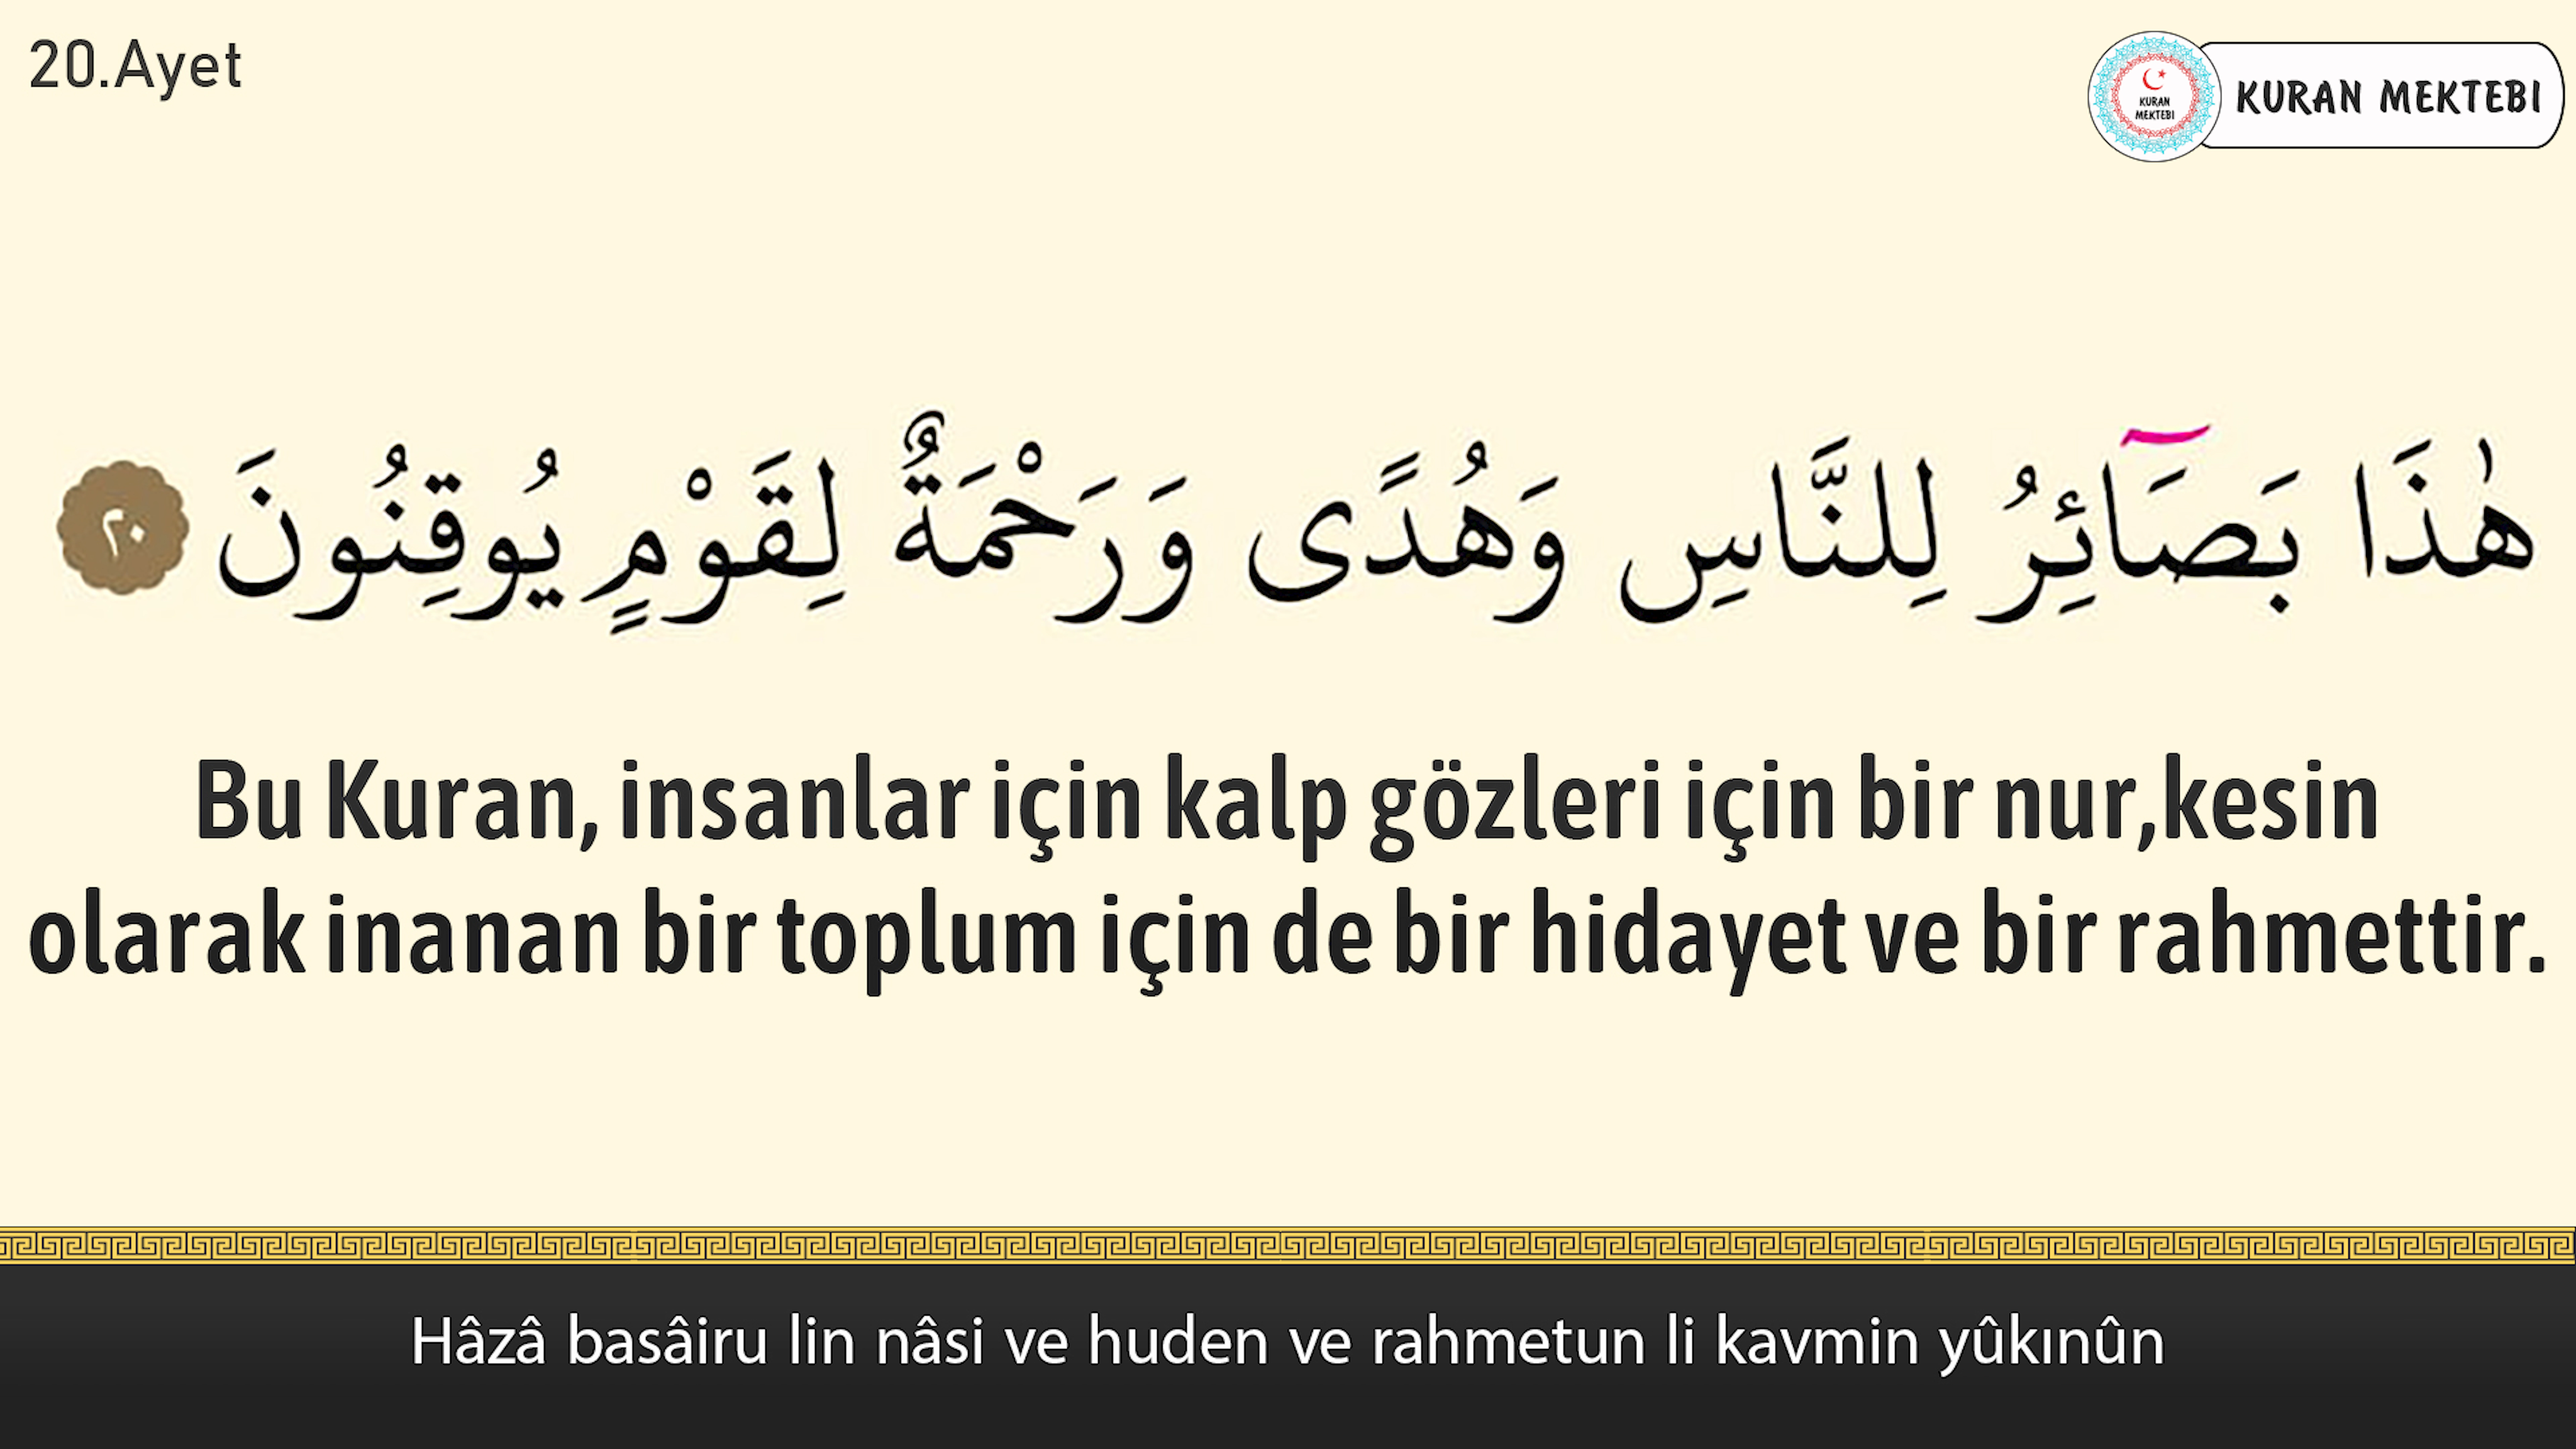 20.Ayet
KURAN
MEKTEBI
KURAN MEKTEBI
هٰذَا بَصَٓائِرُ لِلنَّاسِ وَهُدًى وَرَحْمَةٌ لِقَوْمٍ يُوقِنُونَ ٢٠
Bu Kuran, insanlar için kalp gözleri için bir nur,kesin
olarak inanan bir toplum için de bir hidayet ve bir rahmettir.
Hâzâ basâiru lin nâsi ve huden ve rahmetun li kavmin yûkınûn